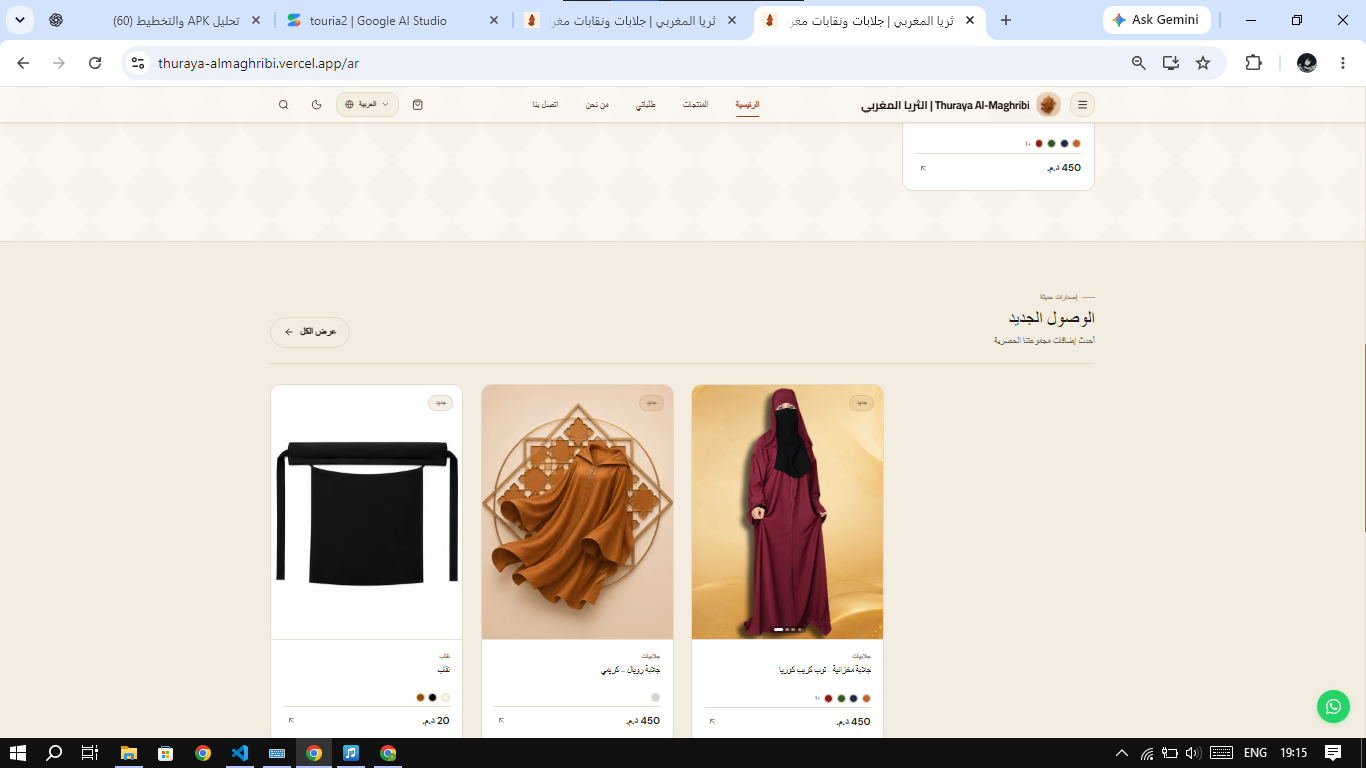 تحليل APK والتخطيط (60)
touria2 | Google AI Studio
ثريا المغربي | جلابات ونقابات مغر
ثريا المغربي | جلابات ونقابات مغر
Ask Gemini
thuraya-almaghribi.vercel.app/ar
Thuraya Al-Maghribi | الثريا المغربي
الرئيسية
المنتجات
طلباتي
من نحن
اتصل بنا
العربية
+١
450 د.م.
إصدارات حديثة
الوصول الجديد
أحدث إضافات مجموعتنا الحصرية
عرض الكل
جديد
جديد
جديد
جلابيات
جلابة مخزانية . ثوب كريب كوريا
+١
450 د.م.
جلابيات
جلابة رويال .. كريمي
450 د.م.
نقاب
نقاب
20 د.م.
ENG
19:15